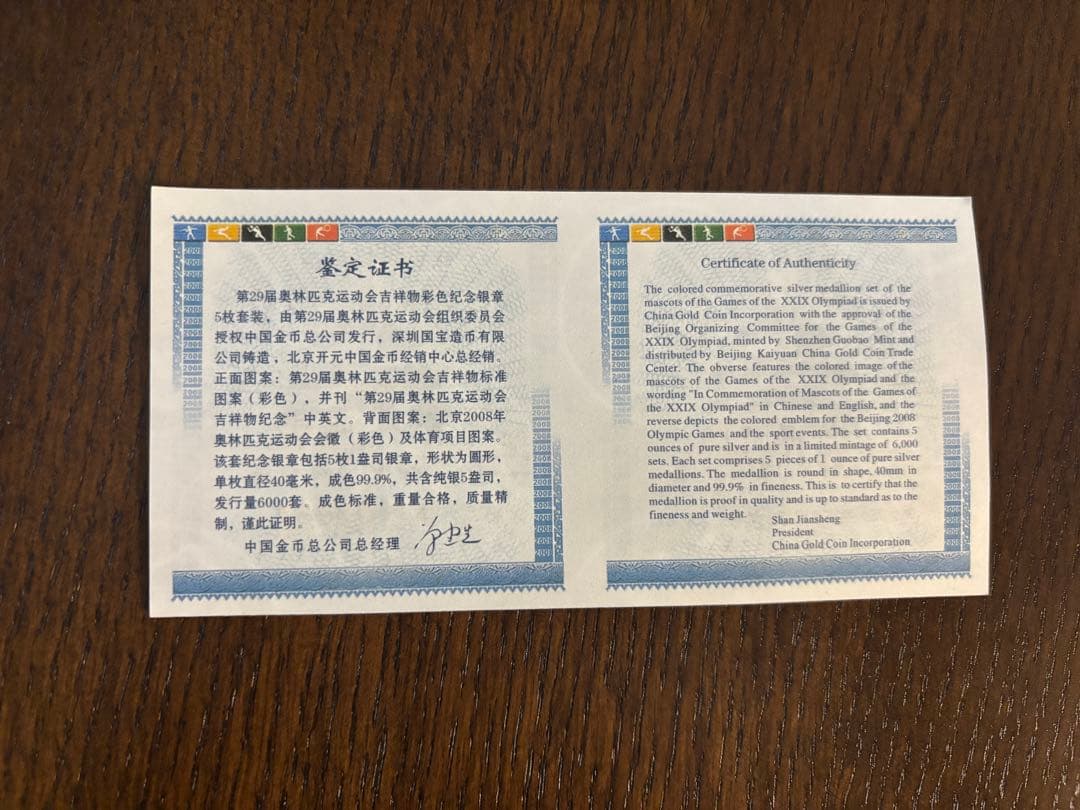 鉴定证书
第29届奥林匹克运动会吉祥物彩色纪念银章
5枚套装，由第29届奥林匹克运动会组织委员会
授权中国金币总公司发行，深圳国宝造币有限
公司铸造，北京开元中国金币经销中心总经销。
正面图案：第29届奥林匹克运动会吉祥物标准
图案（彩色），并刊“第29届奥林匹克运动会
吉祥物纪念”中英文。背面图案：北京2008年
奥林匹克运动会会徽（彩色）及体育项目图案。
该套纪念银章包括5枚1盎司银章，形状为圆形，
单枚直径40毫米，成色99.9%，共含纯银5盎司，
发行量6000套。成色标准，重量合格，质量精
制，谨此证明。
中国金币总公司总经理
Certificate of Authenticity
The colored commemorative silver medallion set of the
mascots of the Games of the XXIX Olympiad is issued by
China Gold Coin Incorporation with the approval of the
Beijing Organizing Committee for the Games of the
XXIX Olympiad, minted by Shenzhen Guobao Mint and
distributed by Beijing Kaiyuan China Gold Coin Trade
Center. The obverse features the colored image of the
mascots of the Games of the XXIX Olympiad and the
wording "In Commemoration of Mascots of the Games of
the XXIX Olympiad" in Chinese and English, and the
reverse depicts the colored emblem for the Beijing 2008
Olympic Games and the sport events. The set contains 5
ounces of pure silver and is in a limited mintage of 6,000
sets. Each set comprises 5 pieces of 1 ounce of pure silver
medallions. The medallion is round in shape, 40mm in
diameter and 99.9% in fineness. This is to certify that the
medallion is proof in quality and is up to standard as to the
fineness and weight.
Shan Jiansheng
President
China Gold Coin Incorporation